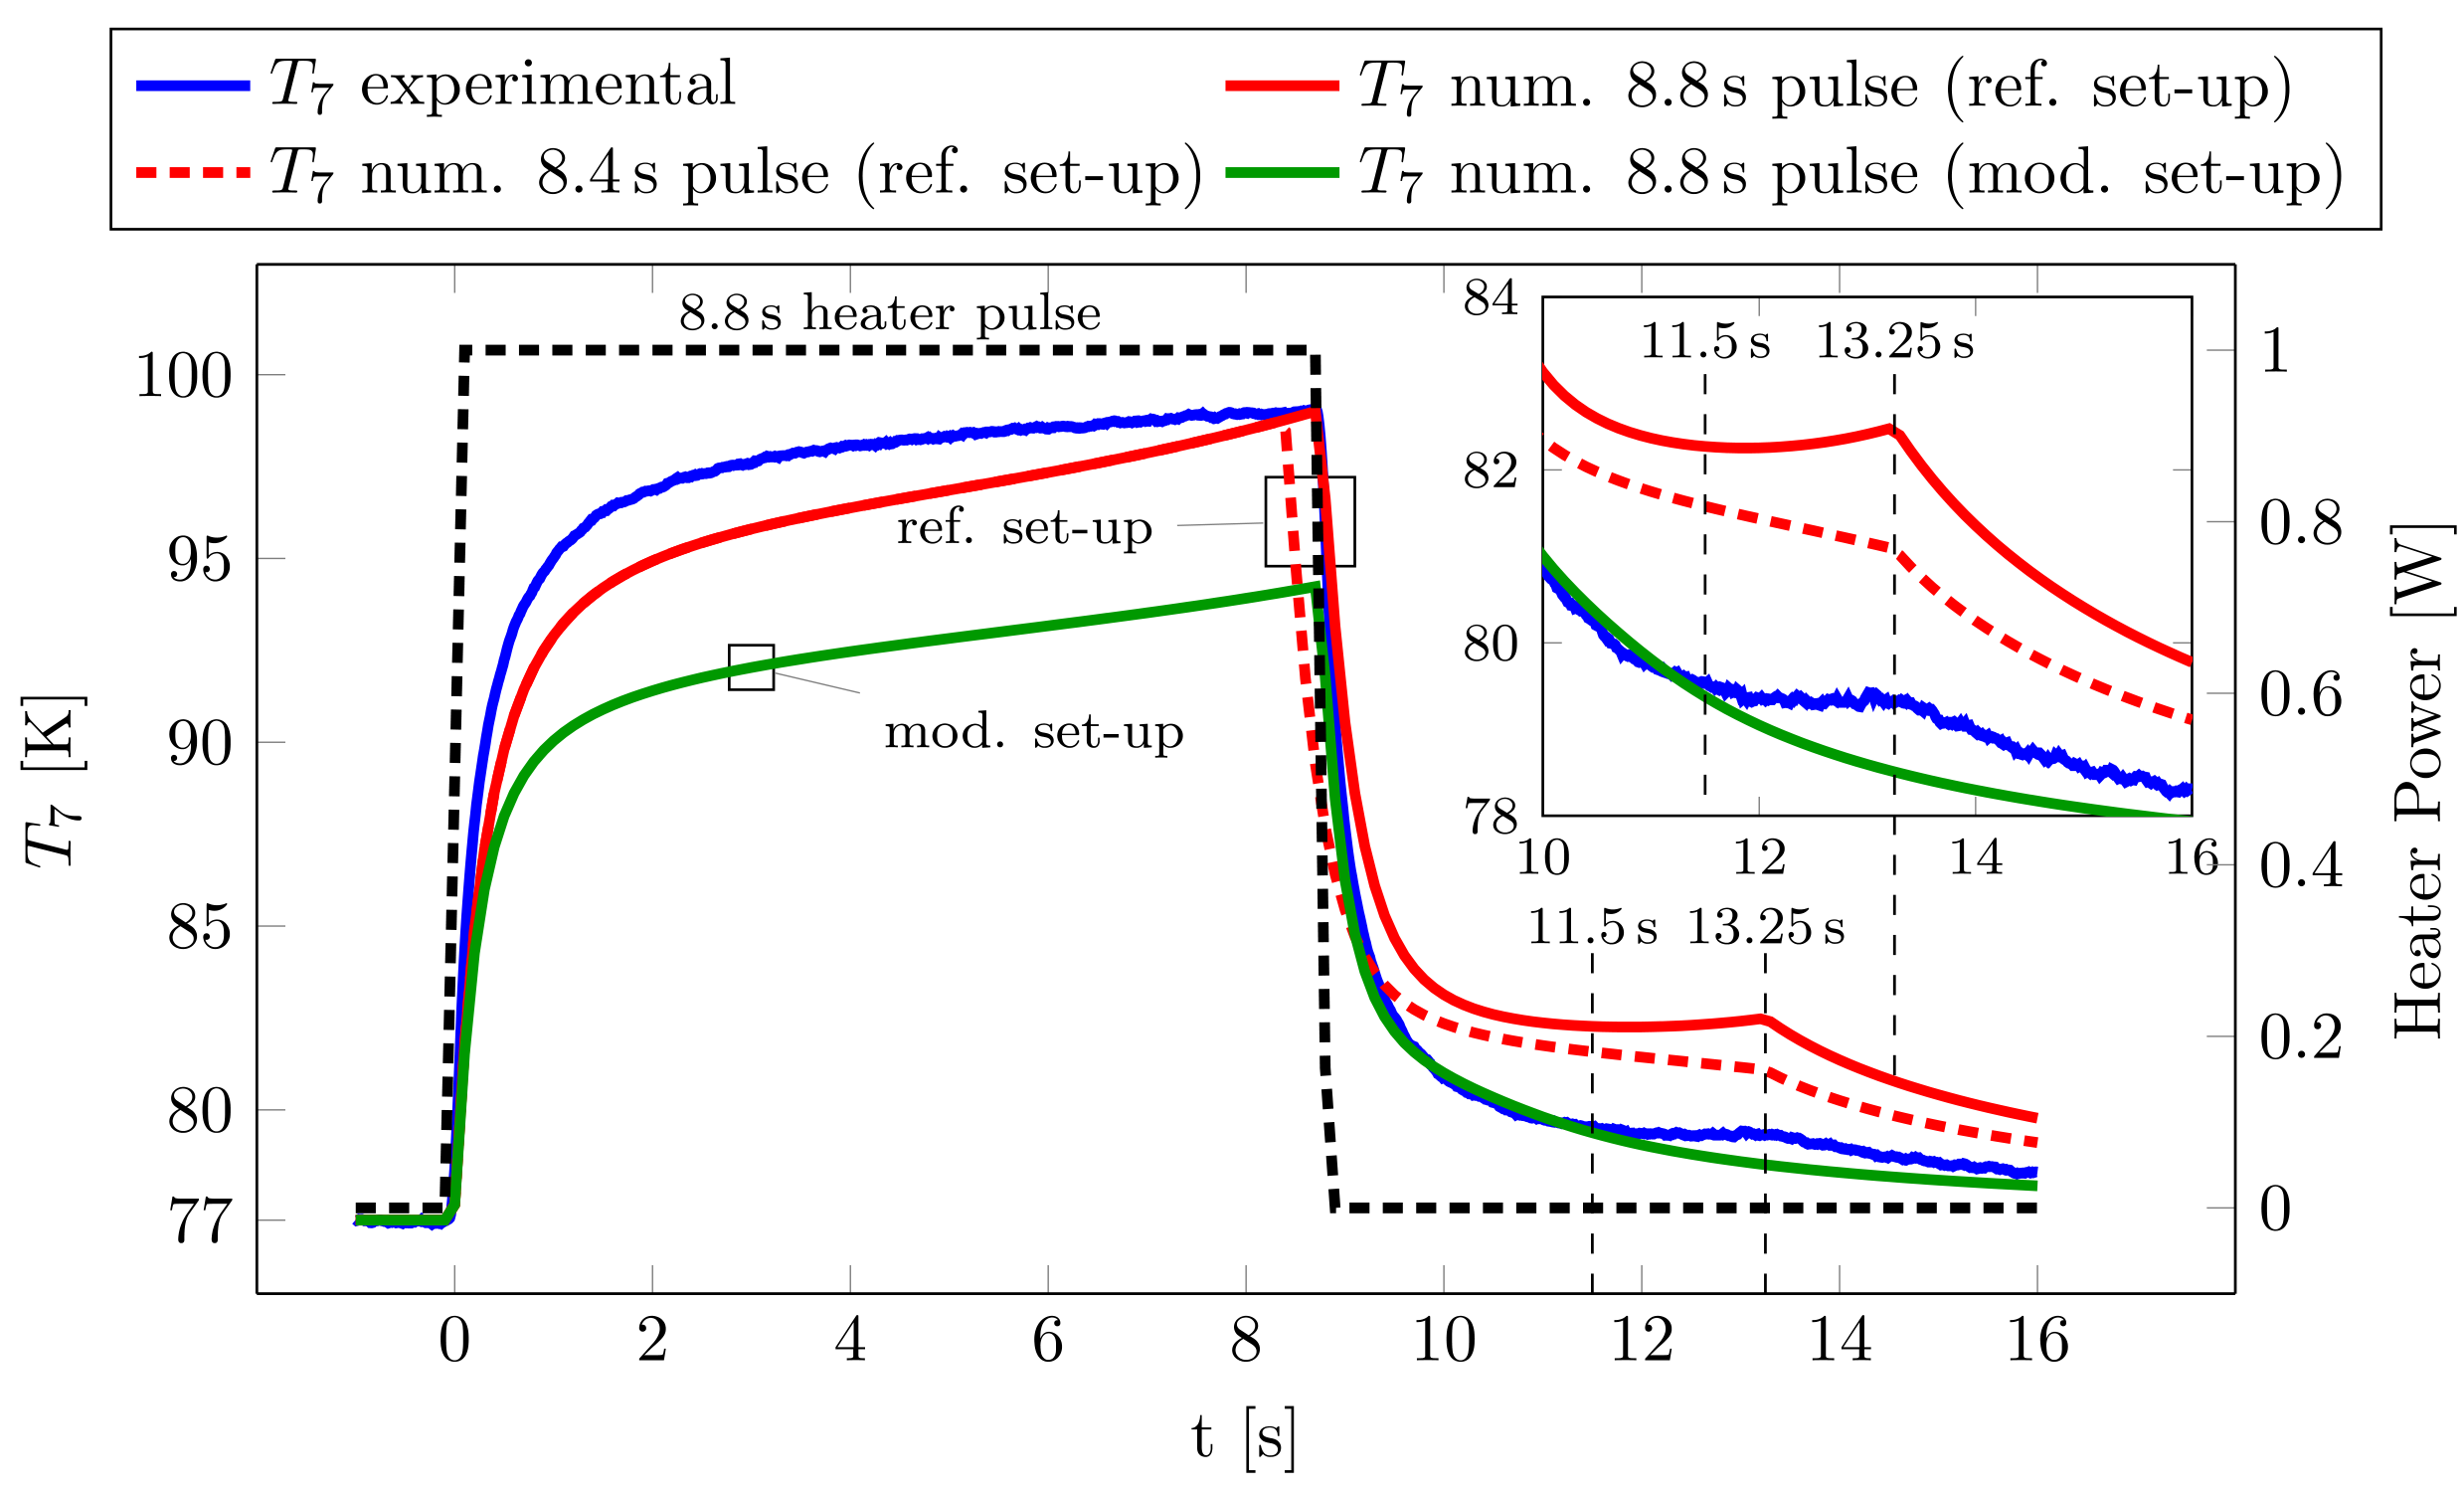 T7 experimental
T7 num. 8.8 s pulse (ref. set-up)
T7 num. 8.4 s pulse (ref. set-up)
T7 num. 8.8 s pulse (mod. set-up)
8.8 s heater pulse
ref. set-up
mod. set-up
84
82
80
78
10
12
14
16
11.5 s
13.25 s
11.5 s
13.25 s
100
95
90
85
80
77
T7 [K]
1
0.8
0.6
0.4
0.2
0
Heater Power [W]
0
2
4
6
8
10
12
14
16
t [s]